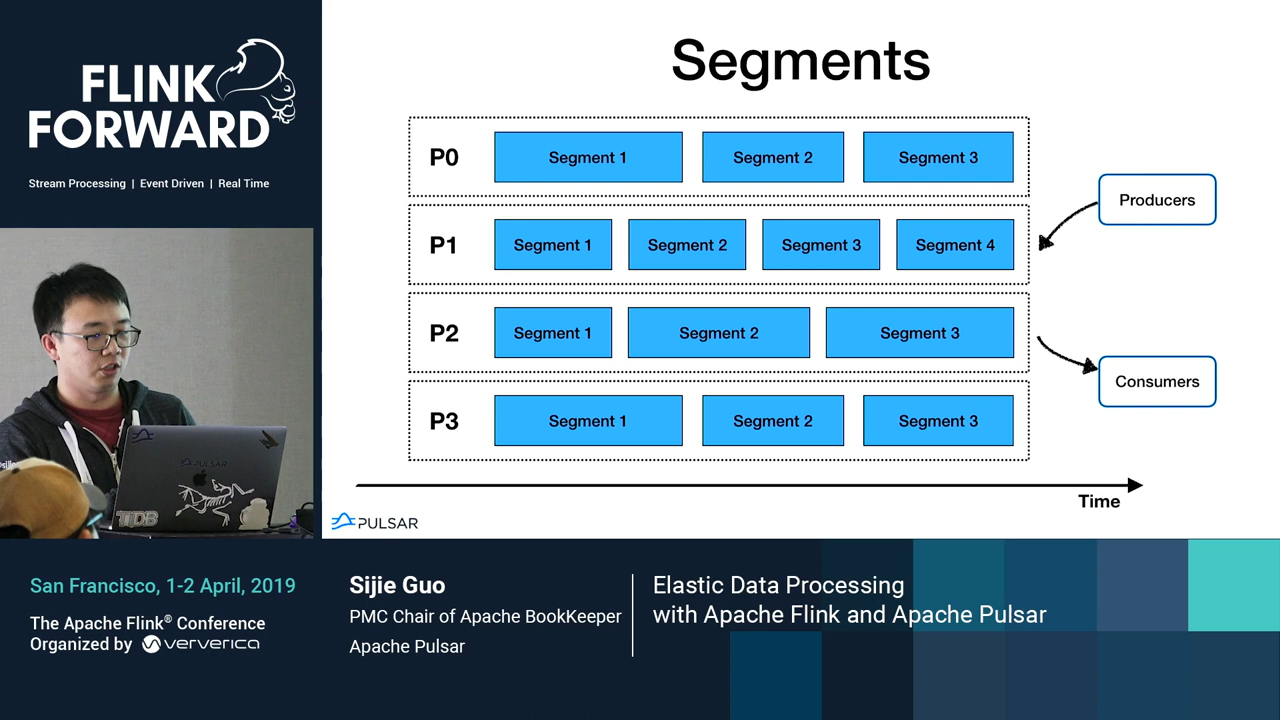 FLINK
FORWARD
Stream Processing | Event Driven | Real Time
Segments
P0
Segment 1
Segment 2
Segment 3
P1
Segment 1
Segment 2
Segment 3
Segment 4
P2
Segment 1
Segment 2
Segment 3
P3
Segment 1
Segment 2
Segment 3
Producers
Consumers
Time
PULSAR
PULSAR
TiDB
San Francisco, 1-2 April, 2019
The Apache Flink® Conference
Organized by ververica
Sijie Guo
PMC Chair of Apache BookKeeper
Apache Pulsar
Elastic Data Processing
with Apache Flink and Apache Pulsar